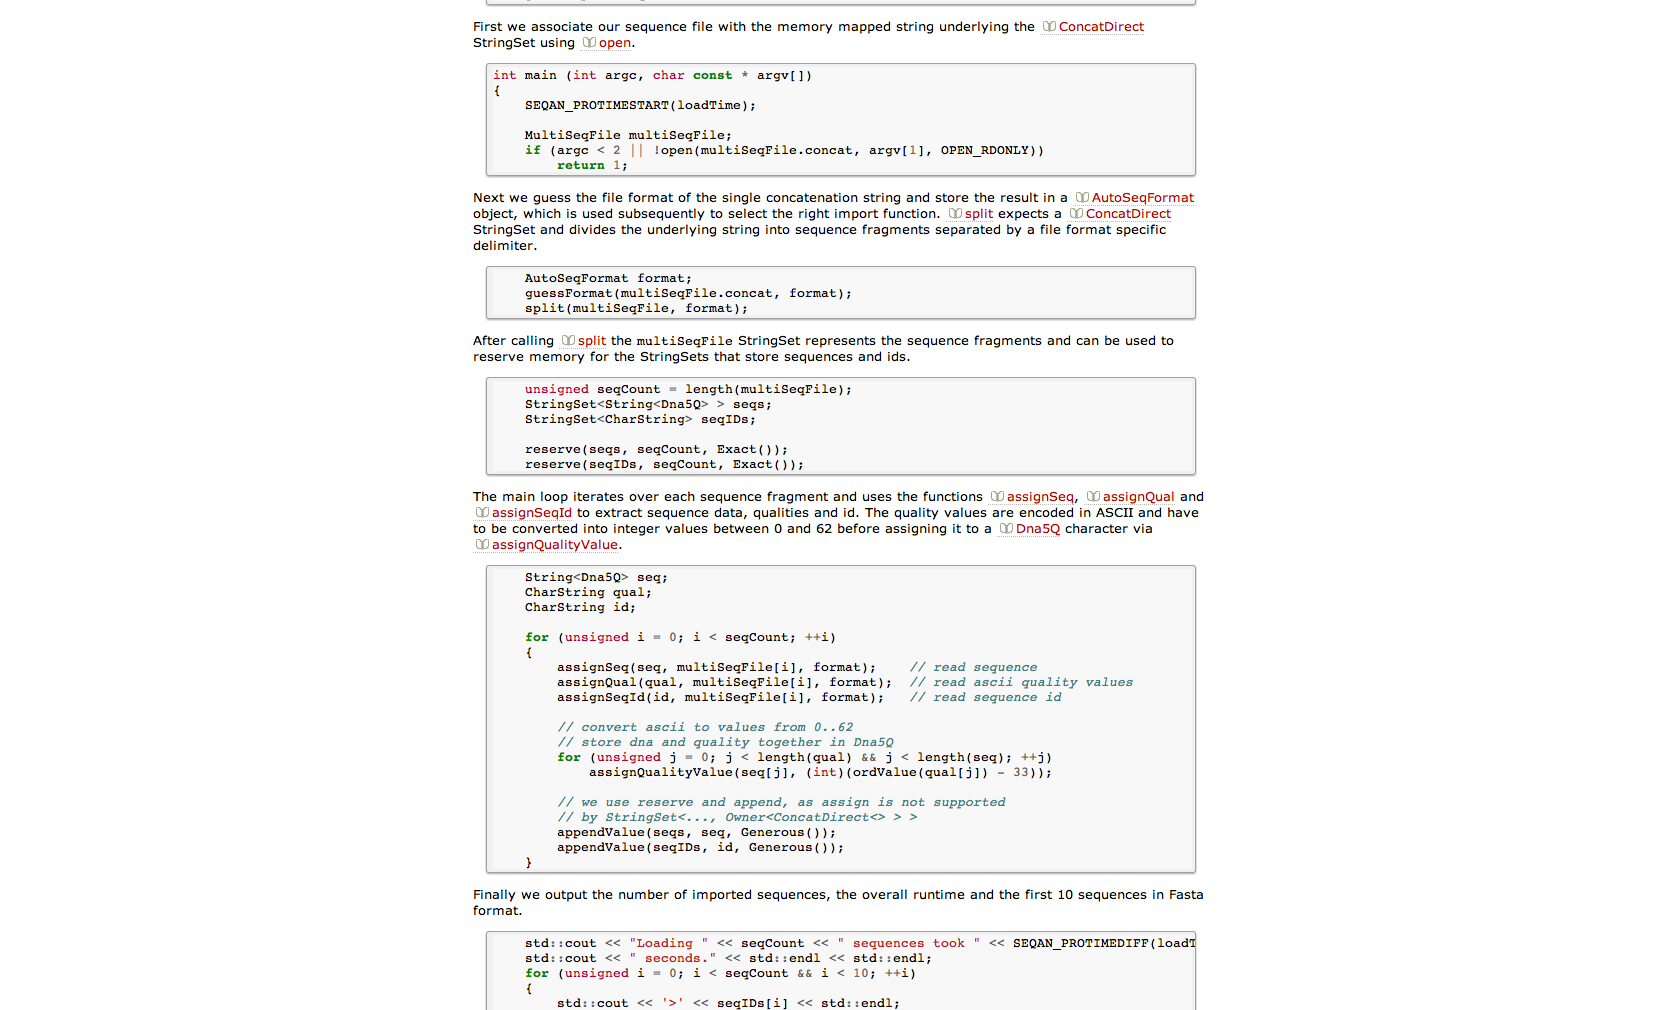 First we associate our sequence file with the memory mapped string underlying the ConcatDirect
StringSet using open.
int main (int argc, char const * argv[])
{
    SEQAN_PROTIMESTART(loadTime);
    MultiSeqFile multiSeqFile;
    if (argc < 2 || !open(multiSeqFile.concat, argv[1], OPEN_RDONLY))
        return 1;
Next we guess the file format of the single concatenation string and store the result in a AutoSeqFormat
object, which is used subsequently to select the right import function. split expects a ConcatDirect
StringSet and divides the underlying string into sequence fragments separated by a file format specific
delimiter.
    AutoSeqFormat format;
    guessFormat(multiSeqFile.concat, format);
    split(multiSeqFile, format);
After calling split the multiSeqFile StringSet represents the sequence fragments and can be used to
reserve memory for the StringSets that store sequences and ids.
    unsigned seqCount = length(multiSeqFile);
    StringSet<String<Dna5Q> > seqs;
    StringSet<CharString> seqIDs;
    reserve(seqs, seqCount, Exact());
    reserve(seqIDs, seqCount, Exact());
The main loop iterates over each sequence fragment and uses the functions assignSeq, assignQual and
assignSeqId to extract sequence data, qualities and id. The quality values are encoded in ASCII and have
to be converted into integer values between 0 and 62 before assigning it to a Dna5Q character via
assignQualityValue.
    String<Dna5Q> seq;
    CharString qual;
    CharString id;
    for (unsigned i = 0; i < seqCount; ++i)
    {
        assignSeq(seq, multiSeqFile[i], format);    // read sequence
        assignQual(qual, multiSeqFile[i], format);  // read ascii quality values
        assignSeqId(id, multiSeqFile[i], format);   // read sequence id
        // convert ascii to values from 0..62
        // store dna and quality together in Dna5Q
        for (unsigned j = 0; j < length(qual) && j < length(seq); ++j)
            assignQualityValue(seq[j], (int)(ordValue(qual[j]) - 33));
        // we use reserve and append, as assign is not supported
        // by StringSet<..., Owner<ConcatDirect<> > >
        appendValue(seqs, seq, Generous());
        appendValue(seqIDs, id, Generous());
    }
Finally we output the number of imported sequences, the overall runtime and the first 10 sequences in Fasta
format.
    std::cout << "Loading " << seqCount << " sequences took " << SEQAN_PROTIMEDIFF(loadT
    std::cout << " seconds." << std::endl << std::endl;
    for (unsigned i = 0; i < seqCount && i < 10; ++i)
    {
        std::cout << '>' << seqIDs[i] << std::endl;